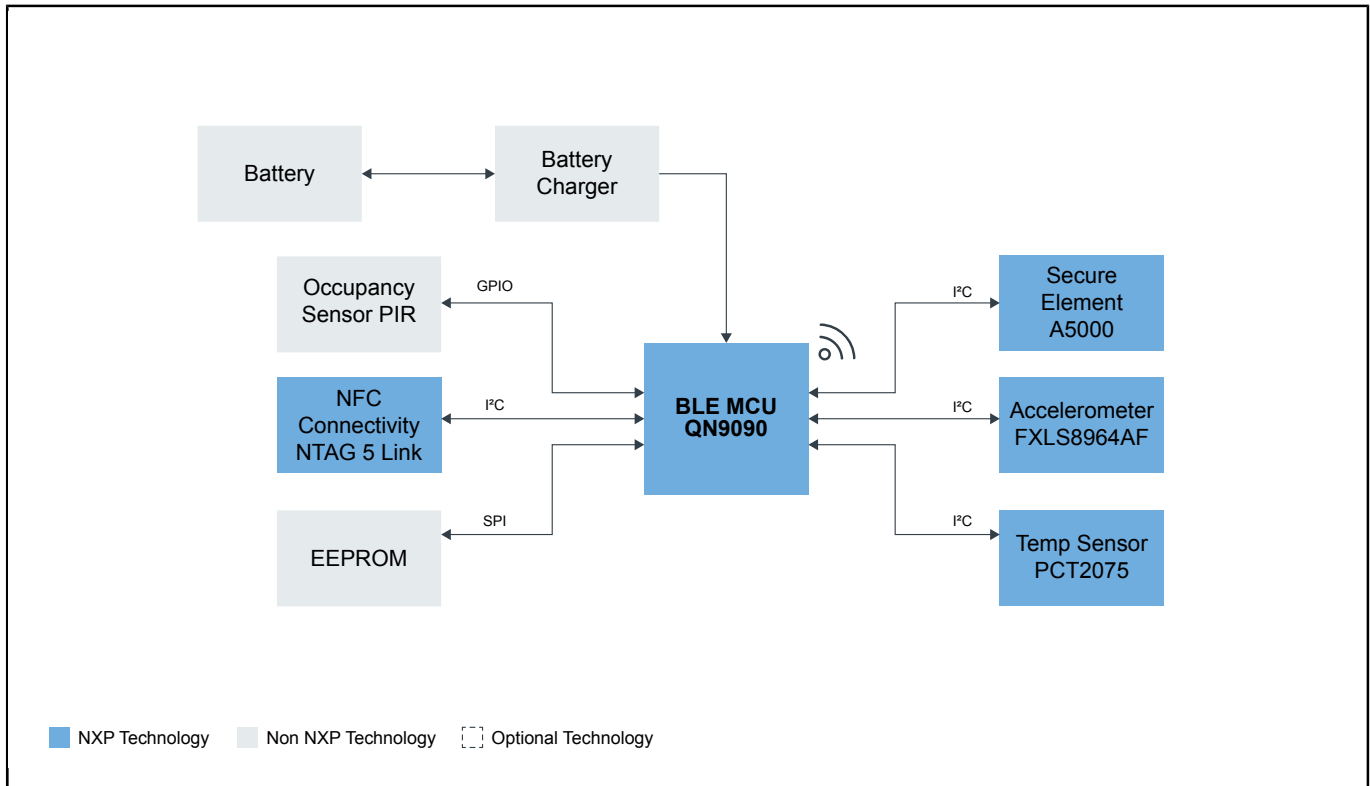 Battery
Battery
Charger
Occupancy
Sensor PIR
GPIO
NFC
Connectivity
NTAG 5 Link
I²C
EEPROM
SPI
BLE MCU
QN9090
I²C
Secure
Element
A5000
I²C
Accelerometer
FXLS8964AF
I²C
Temp Sensor
PCT2075
NXP Technology
Non NXP Technology
Optional Technology